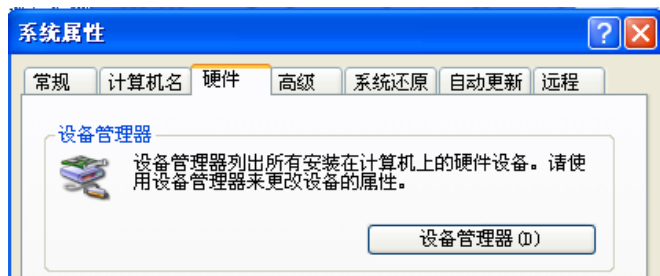 系统属性
常规 计算机名 硬件 高级 系统还原 自动更新 远程
设备管理器
设备管理器列出所有安装在计算机上的硬件设备。请使
用设备管理器来更改设备的属性。
设备管理器(D)